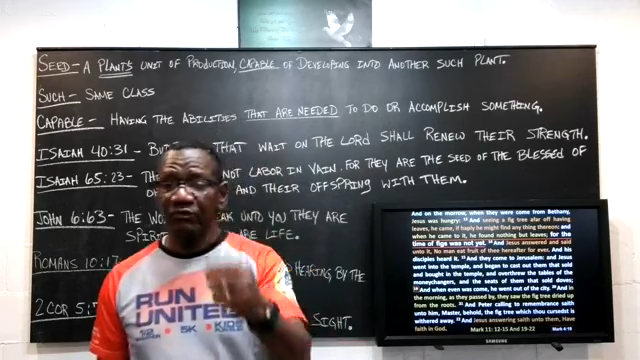 SEED – A PLANT'S UNIT OF PRODUCTION, CAPABLE OF DEVELOPING INTO ANOTHER SUCH PLANT.
SUCH – SAME CLASS
CAPABLE – HAVING THE ABILITIES THAT ARE NEEDED TO DO OR ACCOMPLISH SOMETHING.
ISAIAH 40:31 – THAT WAIT ON THE LORD SHALL RENEW THEIR STRENGTH.
ISAIAH 65:23 – NOT LABOR IN VAIN. FOR THEY ARE THE SEED OF THE BLESSED OF
AND THEIR OFFSPRING WITH THEM.
JOHN 6:63 – THE UNTO YOU THEY ARE
ARE LIFE.
ROMANS 10:17 HEARING BY THE
2 COR 5: SIGHT.
RUN
UNITED
5K
KIDS
And on the morrow, when they were come from Bethany,
Jesus was hungry: 13 And seeing a fig tree afar off having
leaves, he came, if haply he might find any thing thereon: and
when he came to it, he found nothing but leaves; for the
time of figs was not yet. 14 And Jesus answered and said
unto it, No man eat fruit of thee hereafter for ever. And his
disciples heard it. 15 And they come to Jerusalem: and Jesus
went into the temple, and began to cast out them that sold
and bought in the temple, and overthrew the tables of the
moneychangers, and the seats of them that sold doves;
19 And when even was come, he went out of the city. 20 And in
the morning, as they passed by, they saw the fig tree dried up
from the roots. 21 And Peter calling to remembrance saith
unto him, Master, behold, the fig tree which thou cursedst is
withered away. 22 And Jesus answering saith unto them, Have
faith in God. Mark 11: 12-15 And 19-22 Mark 4:19
SAMSUNG